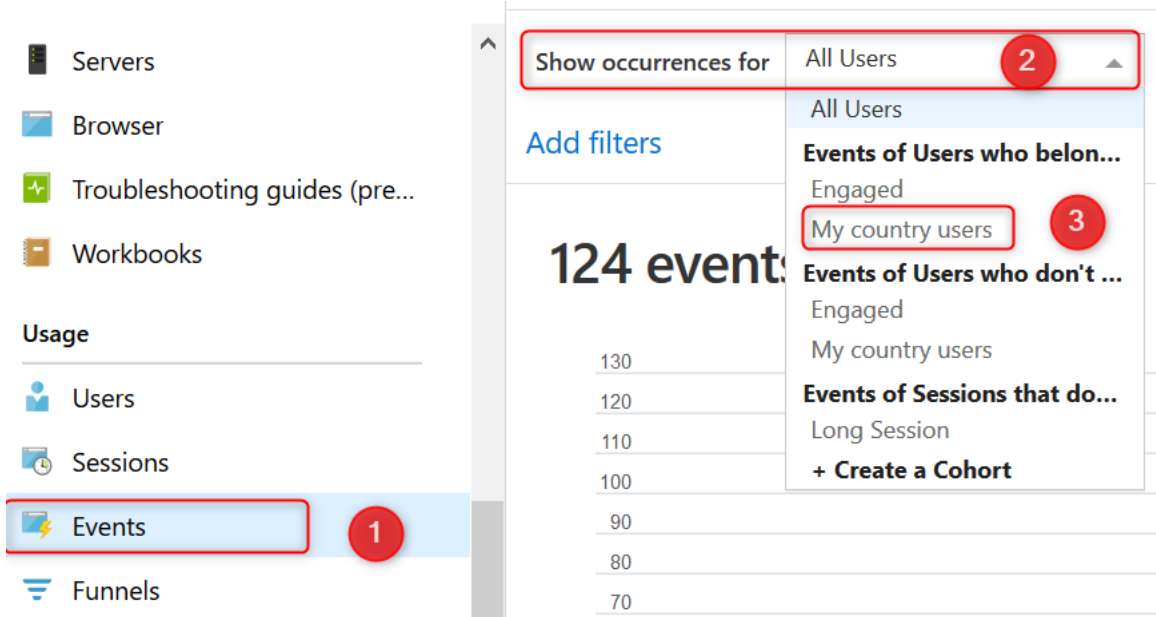 Servers
Browser
Troubleshooting guides (pre...
Workbooks
Usage
Users
Sessions
Events
1
Funnels
Show occurrences for
All Users
2
All Users
Add filters
Events of Users who belon...
Engaged
My country users
3
Events of Users who don't ...
Engaged
My country users
Events of Sessions that do...
Long Session
+ Create a Cohort
124 events
130
120
110
100
90
80
70